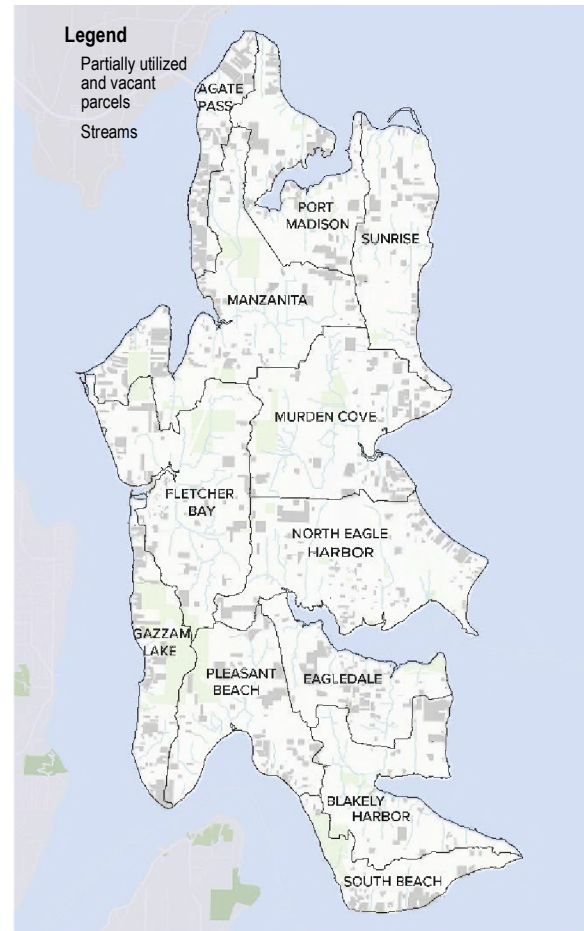 Legend
Partially utilized
and vacant
parcels
Streams
AGATE
PASS
PORT
MADISON
SUNRISE
MANZANITA
MURDEN COVE
FLETCHER
BAY
NORTH EAGLE
HARBOR
GAZZAM
LAKE
PLEASANT
BEACH
EAGLEDALE
BLAKELY
HARBOR
SOUTH BEACH